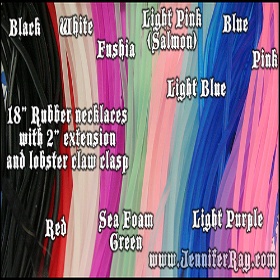 Black
White
Fushia
Light Pink
(Salmon)
Blue
Pink
Light Blue
18" Rubber necklaces
with 2" extension
and lobster claw clasp
Red
Sea Foam
Green
Light Purple
www.JenniferRay.com